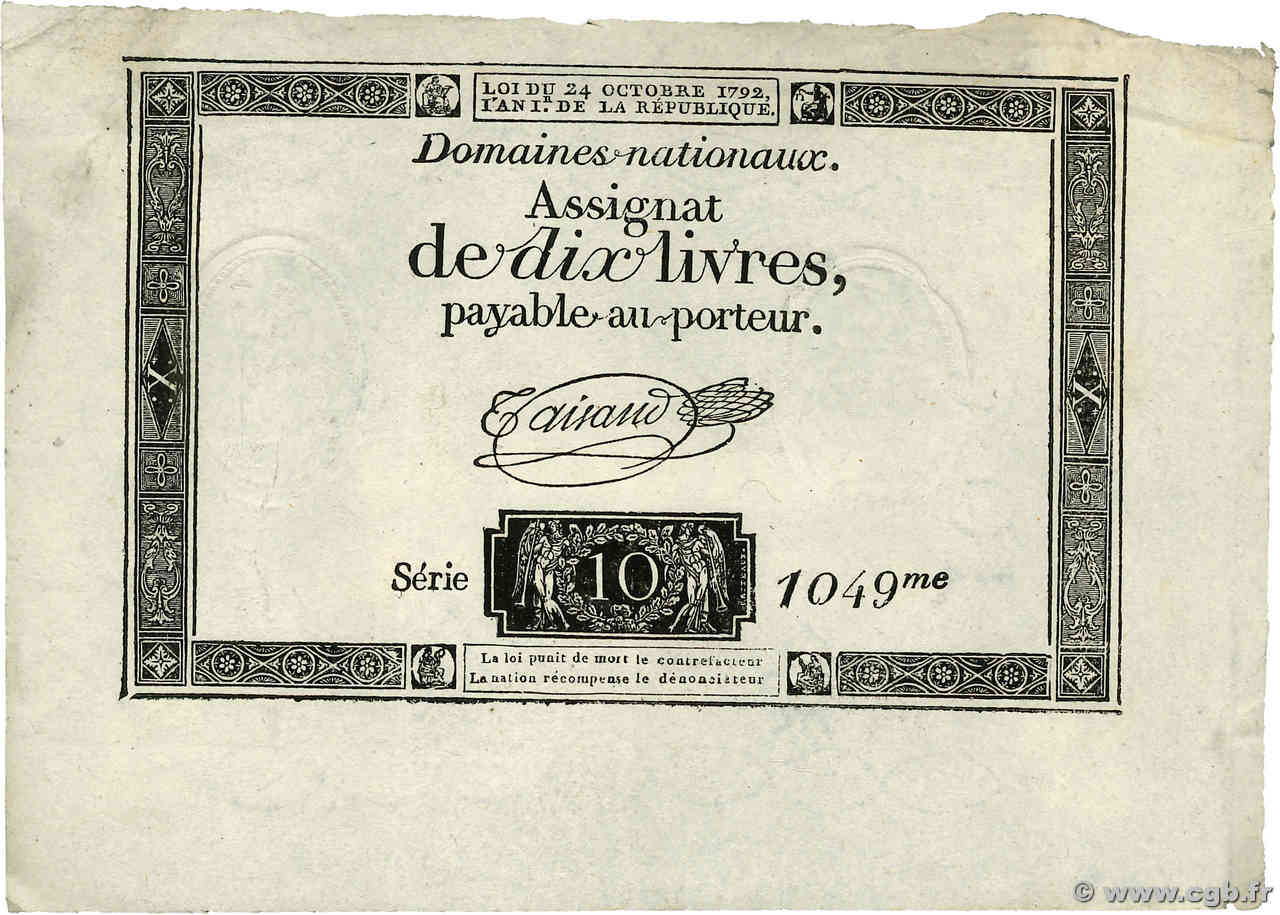 LOI DU 24 OCTOBRE 1792,
L'AN I.ᴿ DE LA RÉPUBLIQUE.
Domaines nationaux.
Assignat
de dix livres,
payable au porteur.
Taisaud
X
X
Série 10 1049me
La loi punit de mort le contrefacteur
La nation récompense le dénonciateur
© www.cgb.fr